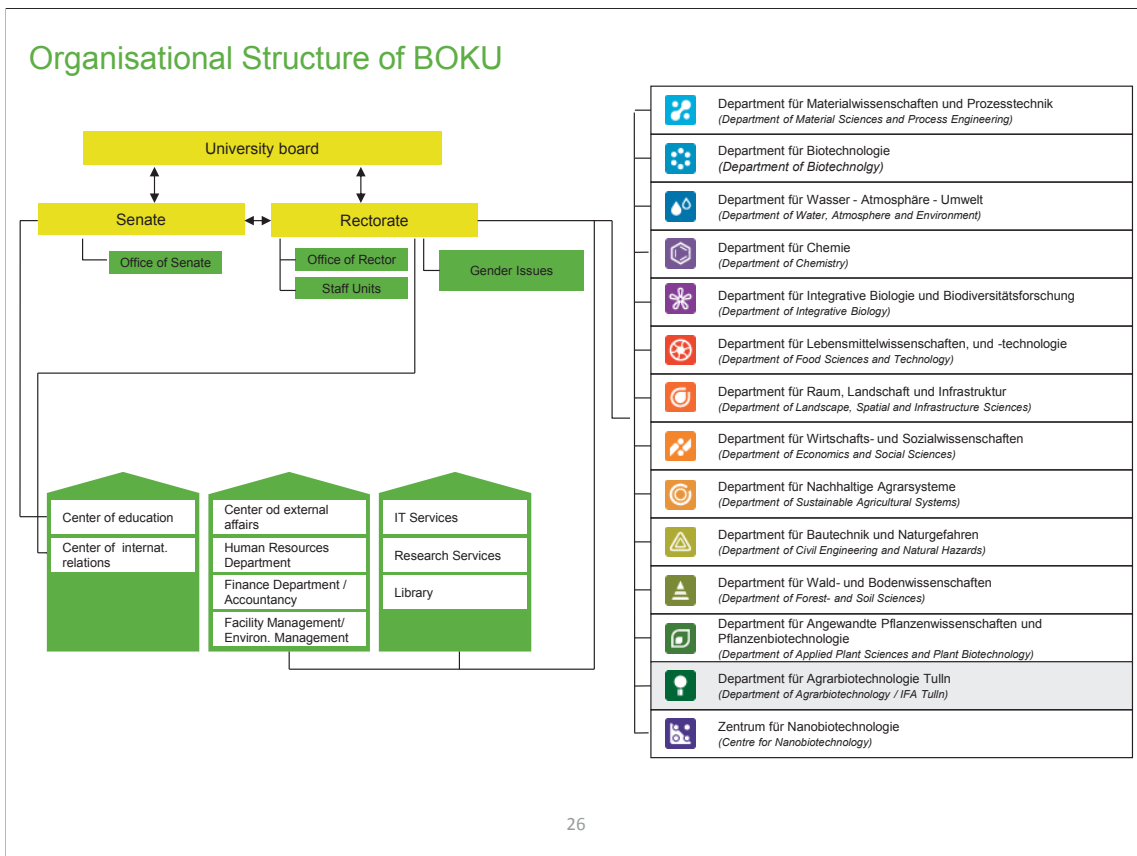 Organisational Structure of BOKU
University board
Senate
Rectorate
Office of Senate
Office of Rector
Staff Units
Gender Issues
Center of education
Center of internat.
relations
Center od external
affairs
Human Resources
Department
Finance Department /
Accountancy
Facility Management/
Environ. Management
IT Services
Research Services
Library
Department für Materialwissenschaften und Prozesstechnik
(Department of Material Sciences and Process Engineering)
Department für Biotechnologie
(Department of Biotechnolgy)
Department für Wasser - Atmosphäre - Umwelt
(Department of Water, Atmosphere and Environment)
Department für Chemie
(Department of Chemistry)
Department für Integrative Biologie und Biodiversitätsforschung
(Department of Integrative Biology)
Department für Lebensmittelwissenschaften, und -technologie
(Department of Food Sciences and Technology)
Department für Raum, Landschaft und Infrastruktur
(Department of Landscape, Spatial and Infrastructure Sciences)
Department für Wirtschafts- und Sozialwissenschaften
(Department of Economics and Social Sciences)
Department für Nachhaltige Agrarsysteme
(Department of Sustainable Agricultural Systems)
Department für Bautechnik und Naturgefahren
(Department of Civil Engineering and Natural Hazards)
Department für Wald- und Bodenwissenschaften
(Department of Forest- and Soil Sciences)
Department für Angewandte Pflanzenwissenschaften und
Pflanzenbiotechnologie
(Department of Applied Plant Sciences and Plant Biotechnology)
Department für Agrarbiotechnologie Tulln
(Department of Agrarbiotechnology / IFA Tulln)
Zentrum für Nanobiotechnologie
(Centre for Nanobiotechnology)
26